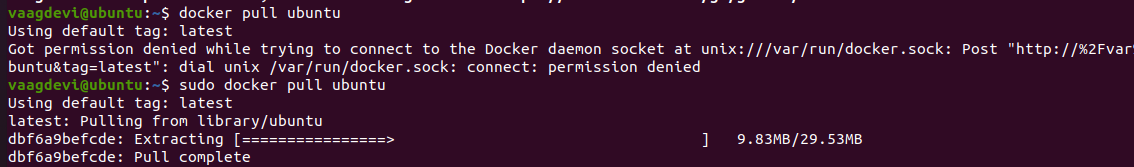 vaagdevi@ubuntu:~$ docker pull ubuntu
Using default tag: latest
Got permission denied while trying to connect to the Docker daemon socket at unix:///var/run/docker.sock: Post "http://%2Fvar
buntu&tag=latest": dial unix /var/run/docker.sock: connect: permission denied
vaagdevi@ubuntu:~$ sudo docker pull ubuntu
Using default tag: latest
latest: Pulling from library/ubuntu
dbf6a9befcde: Extracting [================>                                  ]   9.83MB/29.53MB
dbf6a9befcde: Pull complete